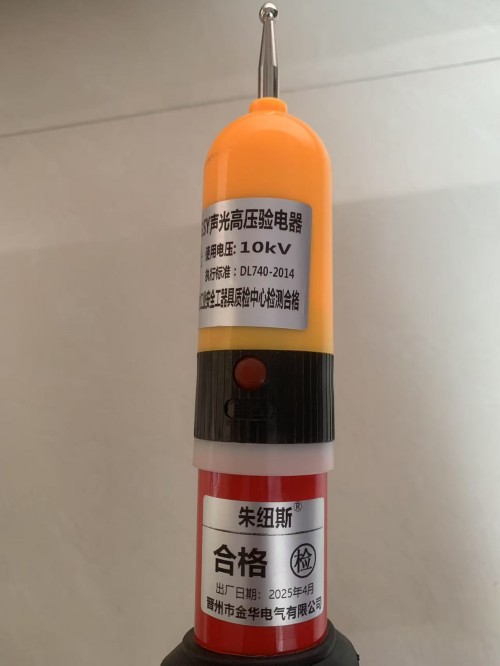 SY声光高压验电器
使用电压: 10kV
执行标准: DL740-2014
安全工器具质检中心检测合格
朱纽斯®
合格 检
出厂日期: 2025年4月
晋州市金华电气有限公司